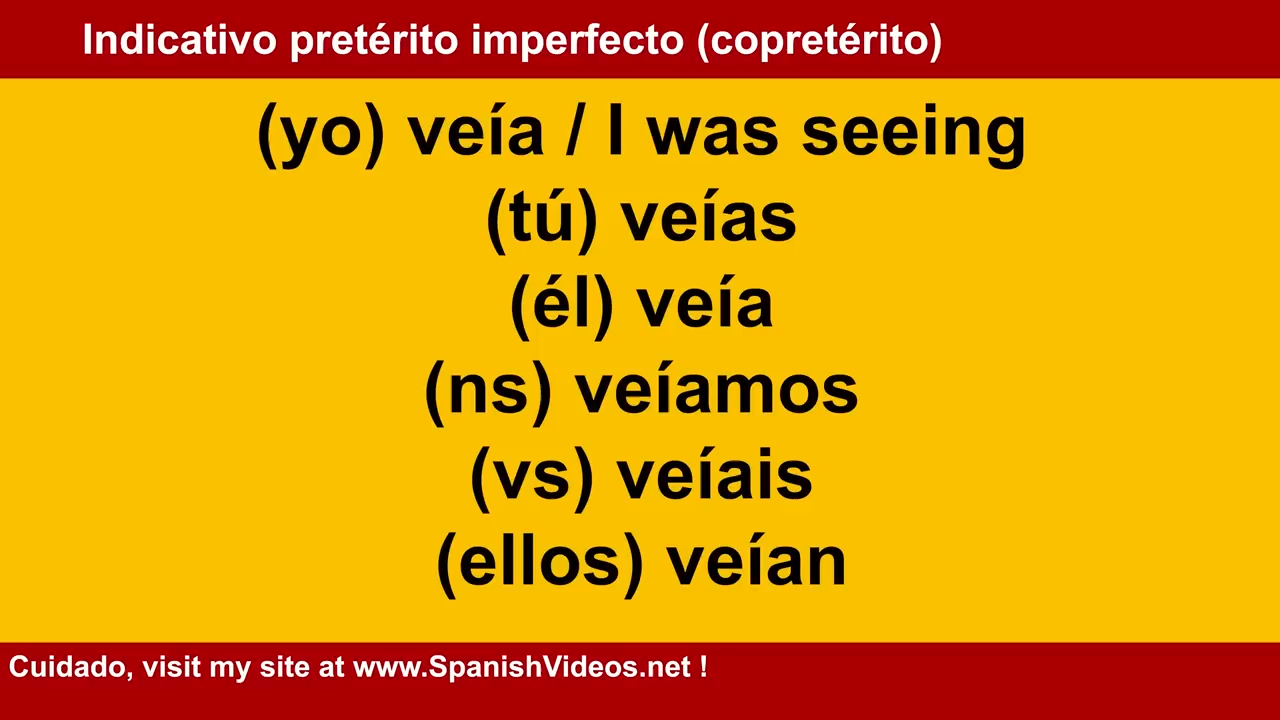 Indicativo pretérito imperfecto (copretérito)
(yo) veía / I was seeing
(tú) veías
(él) veía
(ns) veíamos
(vs) veíais
(ellos) veían
Cuidado, visit my site at www.SpanishVideos.net !